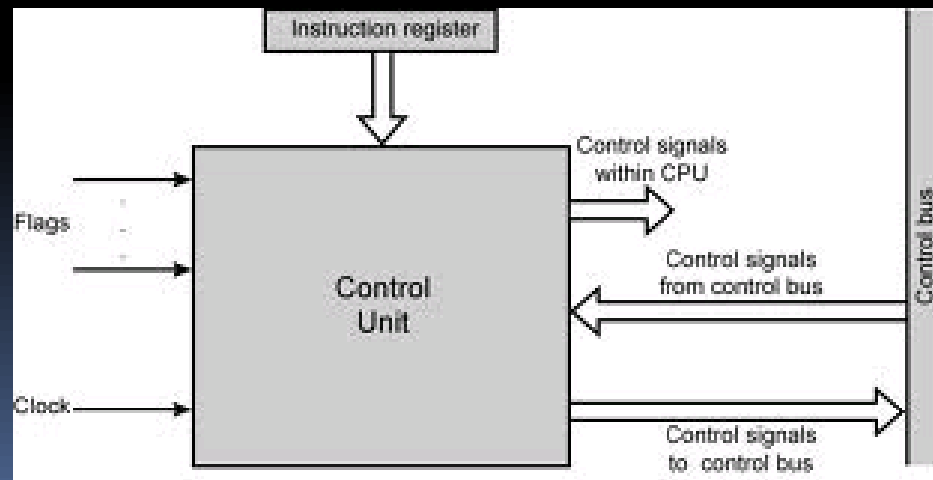 Instruction register
Control signals
within CPU
Flags
Control signals
from control bus
Control bus
Control
Unit
Clock
Control signals
to control bus